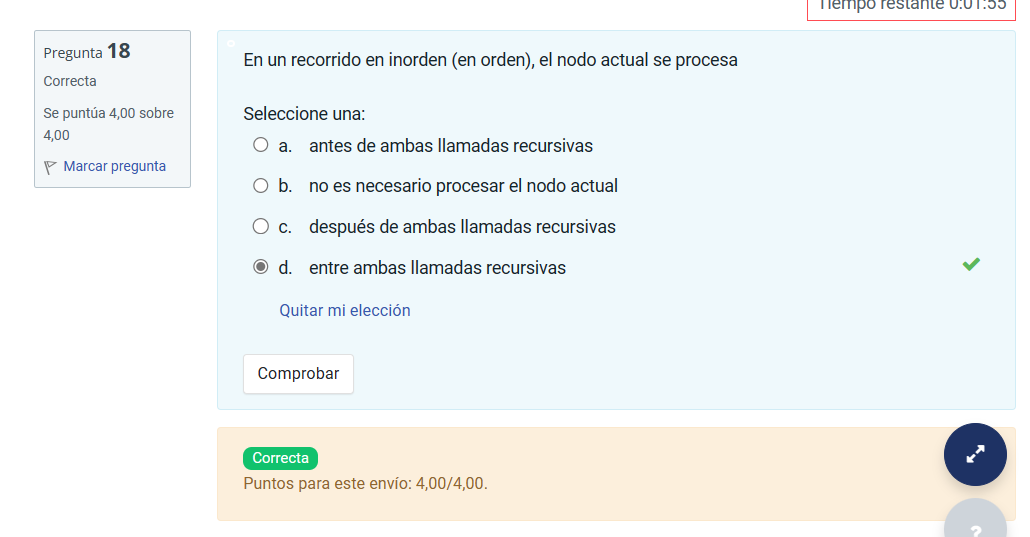 Tiempo restante 0:01:55
Pregunta 18
Correcta
Se puntúa 4,00 sobre
4,00
Marcar pregunta
En un recorrido en inorden (en orden), el nodo actual se procesa
Seleccione una:
a. antes de ambas llamadas recursivas
b. no es necesario procesar el nodo actual
c. después de ambas llamadas recursivas
d. entre ambas llamadas recursivas
Quitar mi elección
Comprobar
Correcta
Puntos para este envío: 4,00/4,00.
?